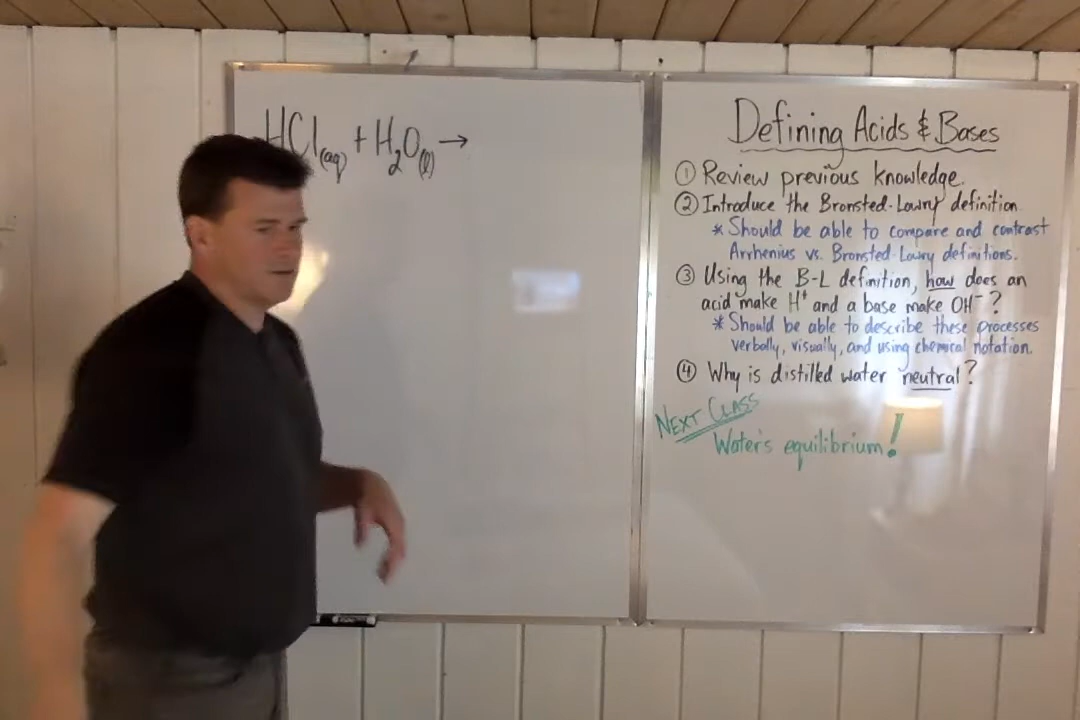 HCl(aq) + H₂O(l) →
Defining Acids & Bases
① Review previous knowledge.
② Introduce the Bronsted-Lowry definition
* Should be able to compare and contrast
Arrhenius vs. Bronsted-Lowry definitions.
③ Using the B-L definition, how does an
acid make H⁺ and a base make OH⁻?
* Should be able to describe these processes
verbally, visually, and using chemical notation.
④ Why is distilled water neutral?
NEXT CLASS
Water's equilibrium!